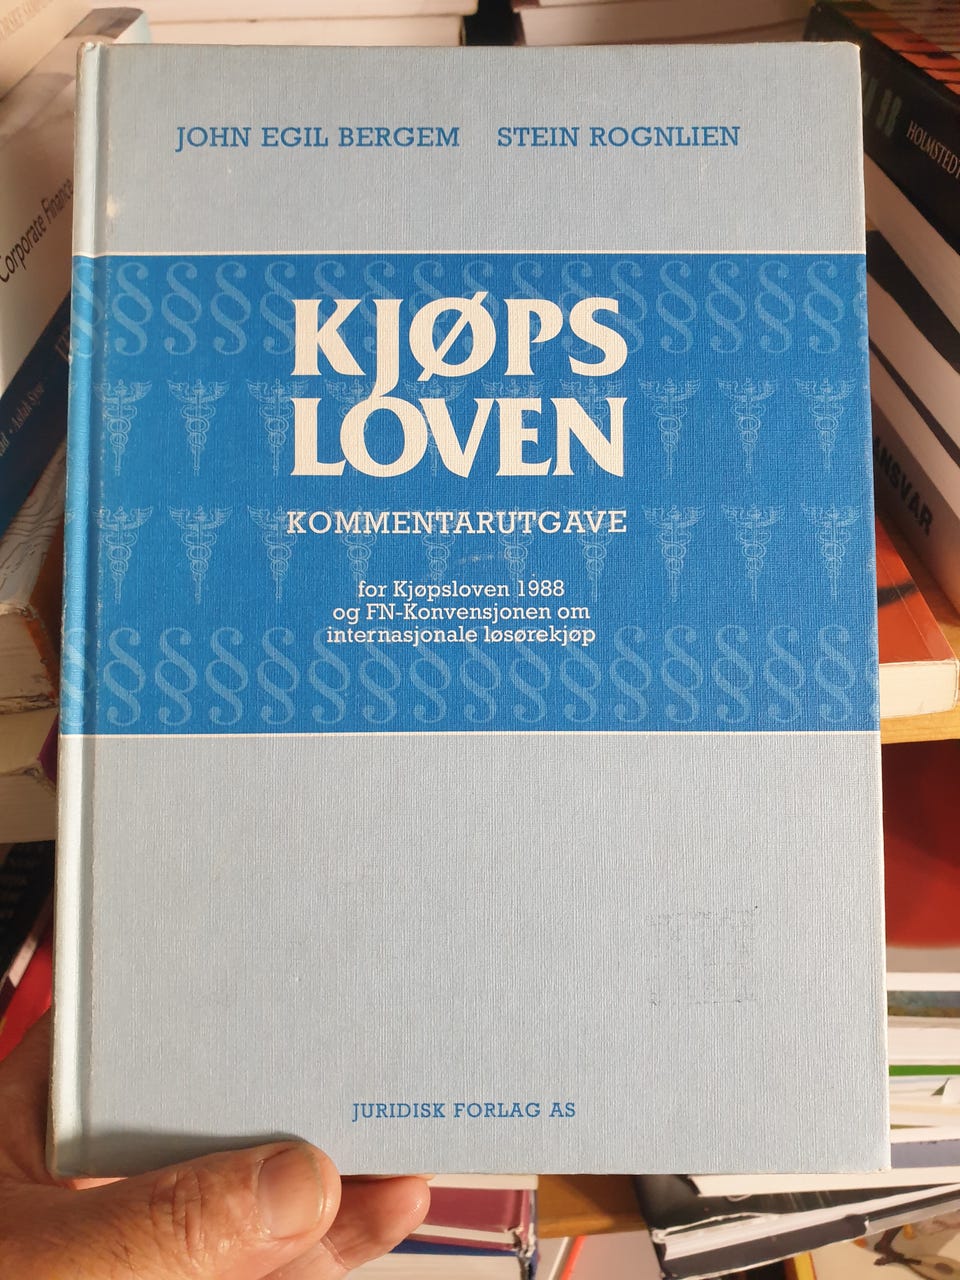 JOHN EGIL BERGEM STEIN ROGNLIEN
KJØPS
LOVEN
KOMMENTARUTGAVE
for Kjøpsloven 1988
og FN-Konvensjonen om
internasjonale løsørekjøp
JURIDISK FORLAG AS
Corporate Finance
HOLMSTEDT
ANSVAR